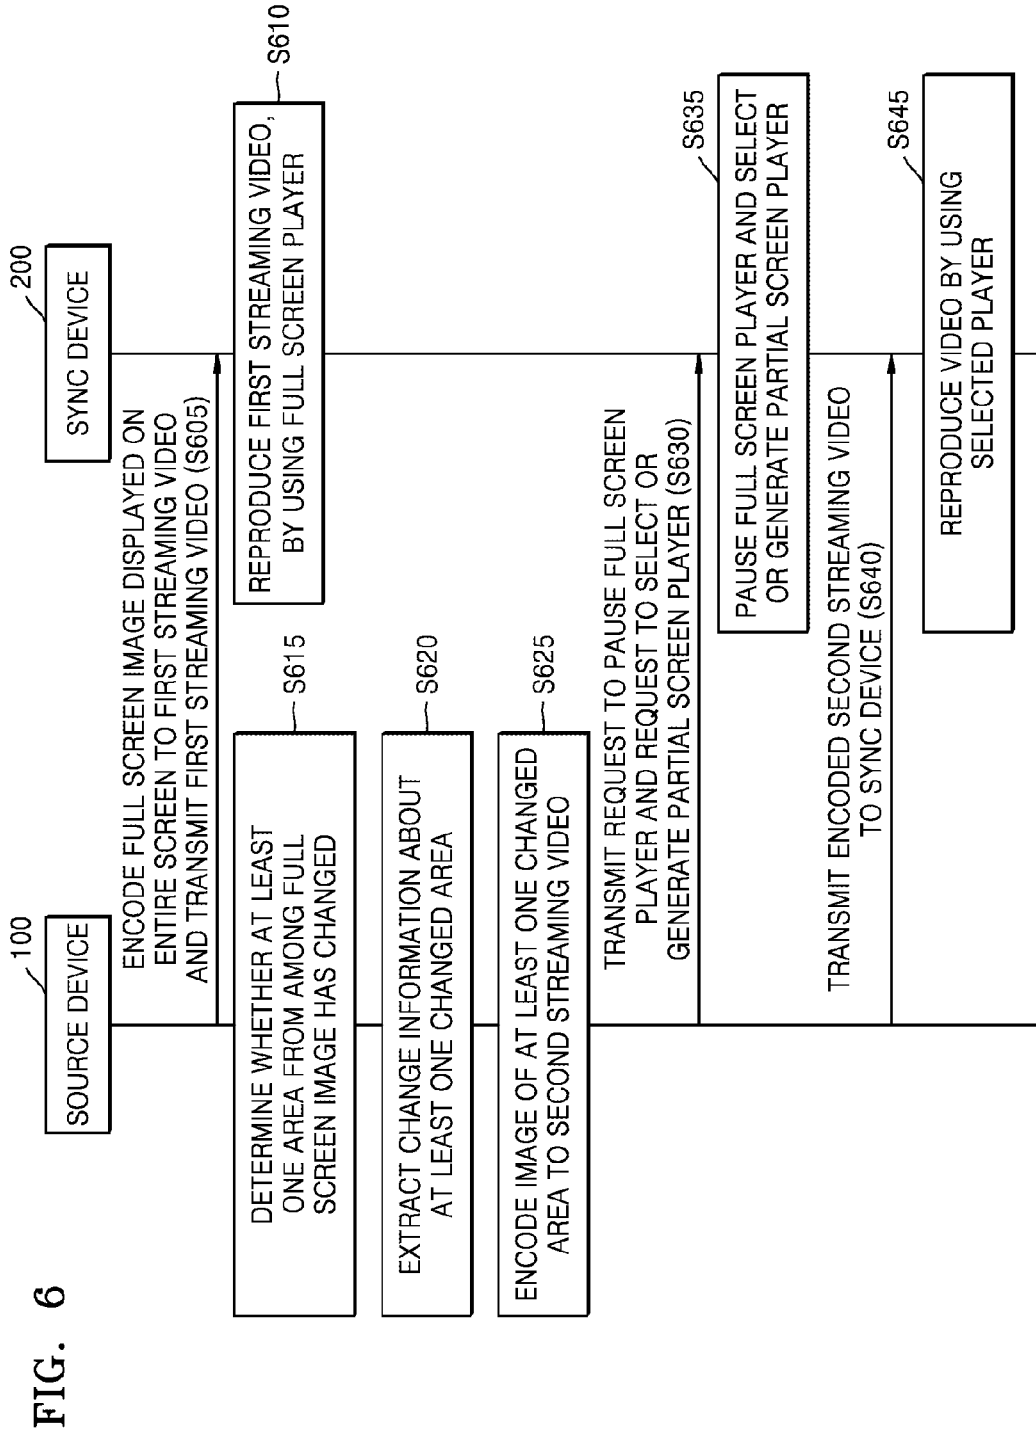 FIG. 6
100
SOURCE DEVICE
200
SYNC DEVICE
ENCODE FULL SCREEN IMAGE DISPLAYED ON
ENTIRE SCREEN TO FIRST STREAMING VIDEO
AND TRANSMIT FIRST STREAMING VIDEO (S605)
S610
REPRODUCE FIRST STREAMING VIDEO,
BY USING FULL SCREEN PLAYER
S615
DETERMINE WHETHER AT LEAST
ONE AREA FROM AMONG FULL
SCREEN IMAGE HAS CHANGED
S620
EXTRACT CHANGE INFORMATION ABOUT
AT LEAST ONE CHANGED AREA
S625
ENCODE IMAGE OF AT LEAST ONE CHANGED
AREA TO SECOND STREAMING VIDEO
TRANSMIT REQUEST TO PAUSE FULL SCREEN
PLAYER AND REQUEST TO SELECT OR
GENERATE PARTIAL SCREEN PLAYER (S630)
S635
PAUSE FULL SCREEN PLAYER AND SELECT
OR GENERATE PARTIAL SCREEN PLAYER
TRANSMIT ENCODED SECOND STREAMING VIDEO
TO SYNC DEVICE (S640)
S645
REPRODUCE VIDEO BY USING
SELECTED PLAYER